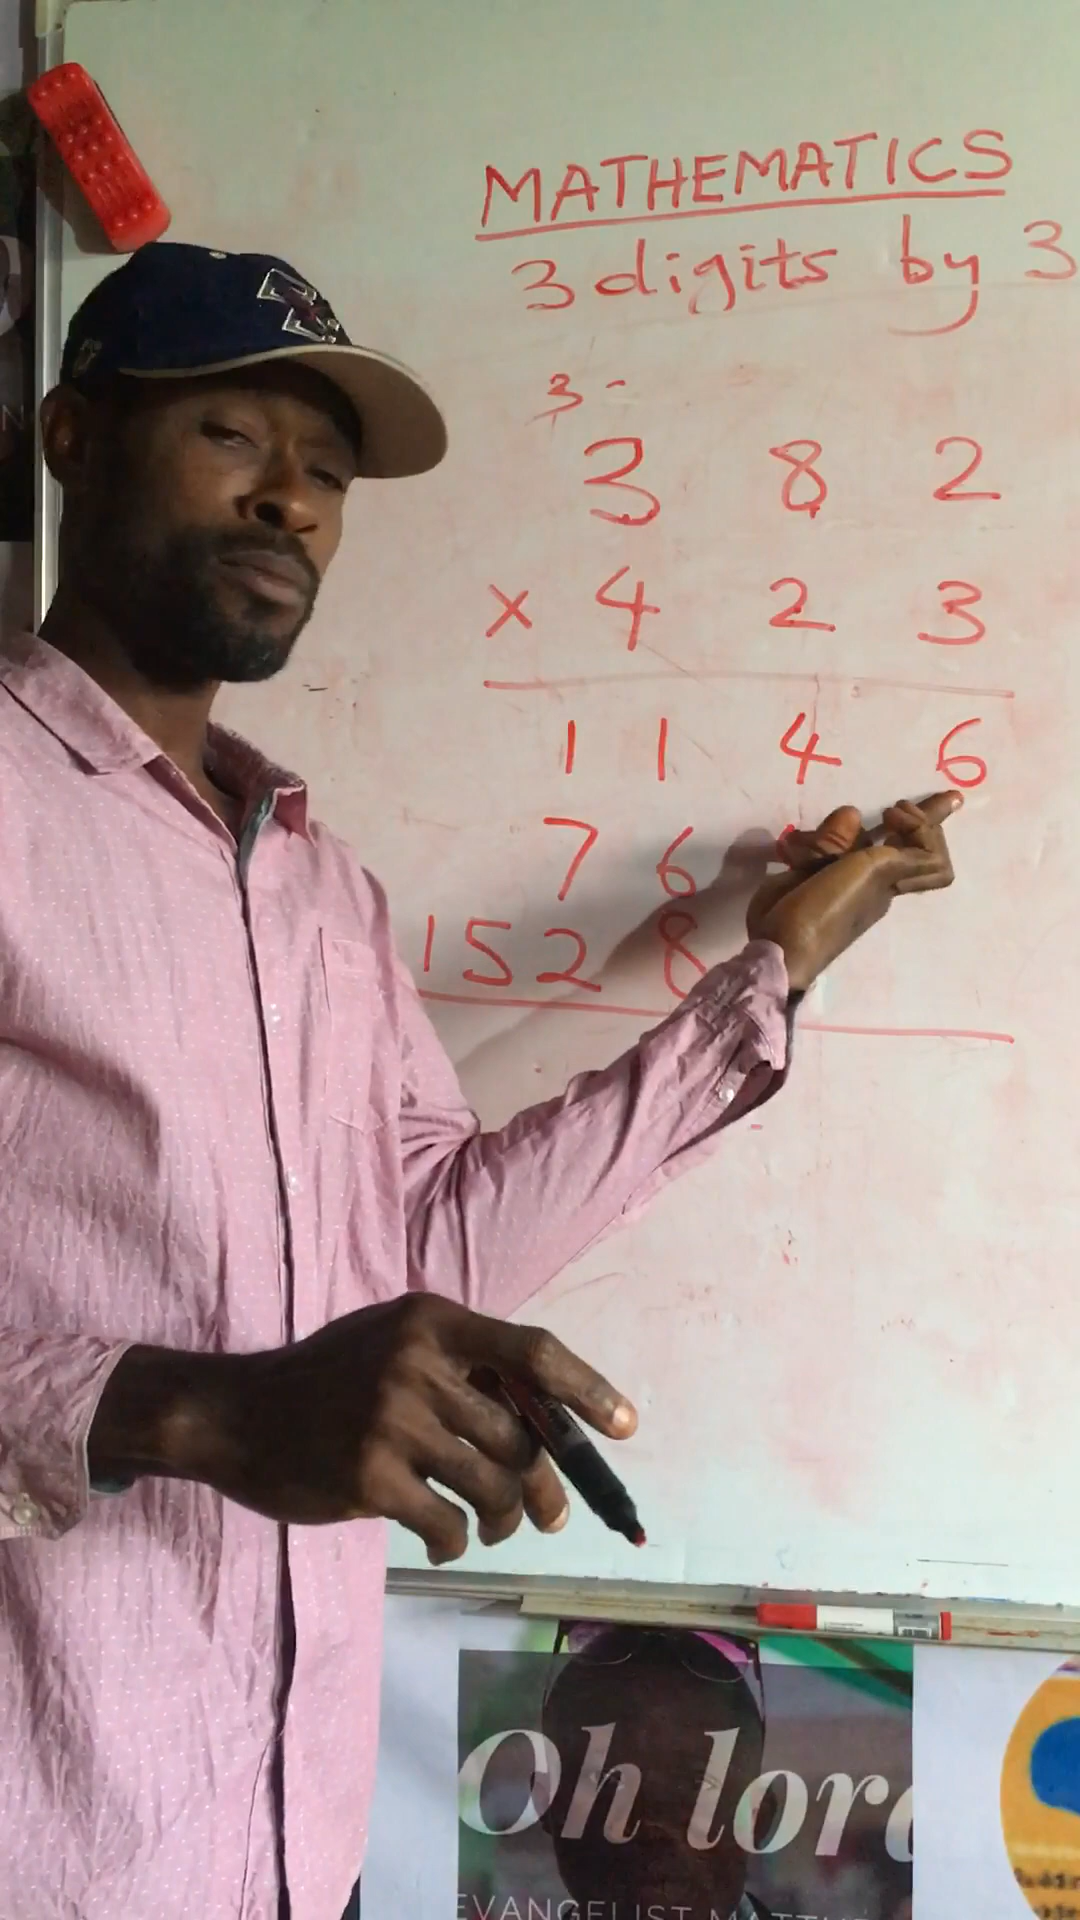 MATHEMATICS
3 digits by 3
3 -
3 8 2
x 4 2 3
1 1 4 6
7 6
1 5 2 8
Oh lor
EVANGELIST